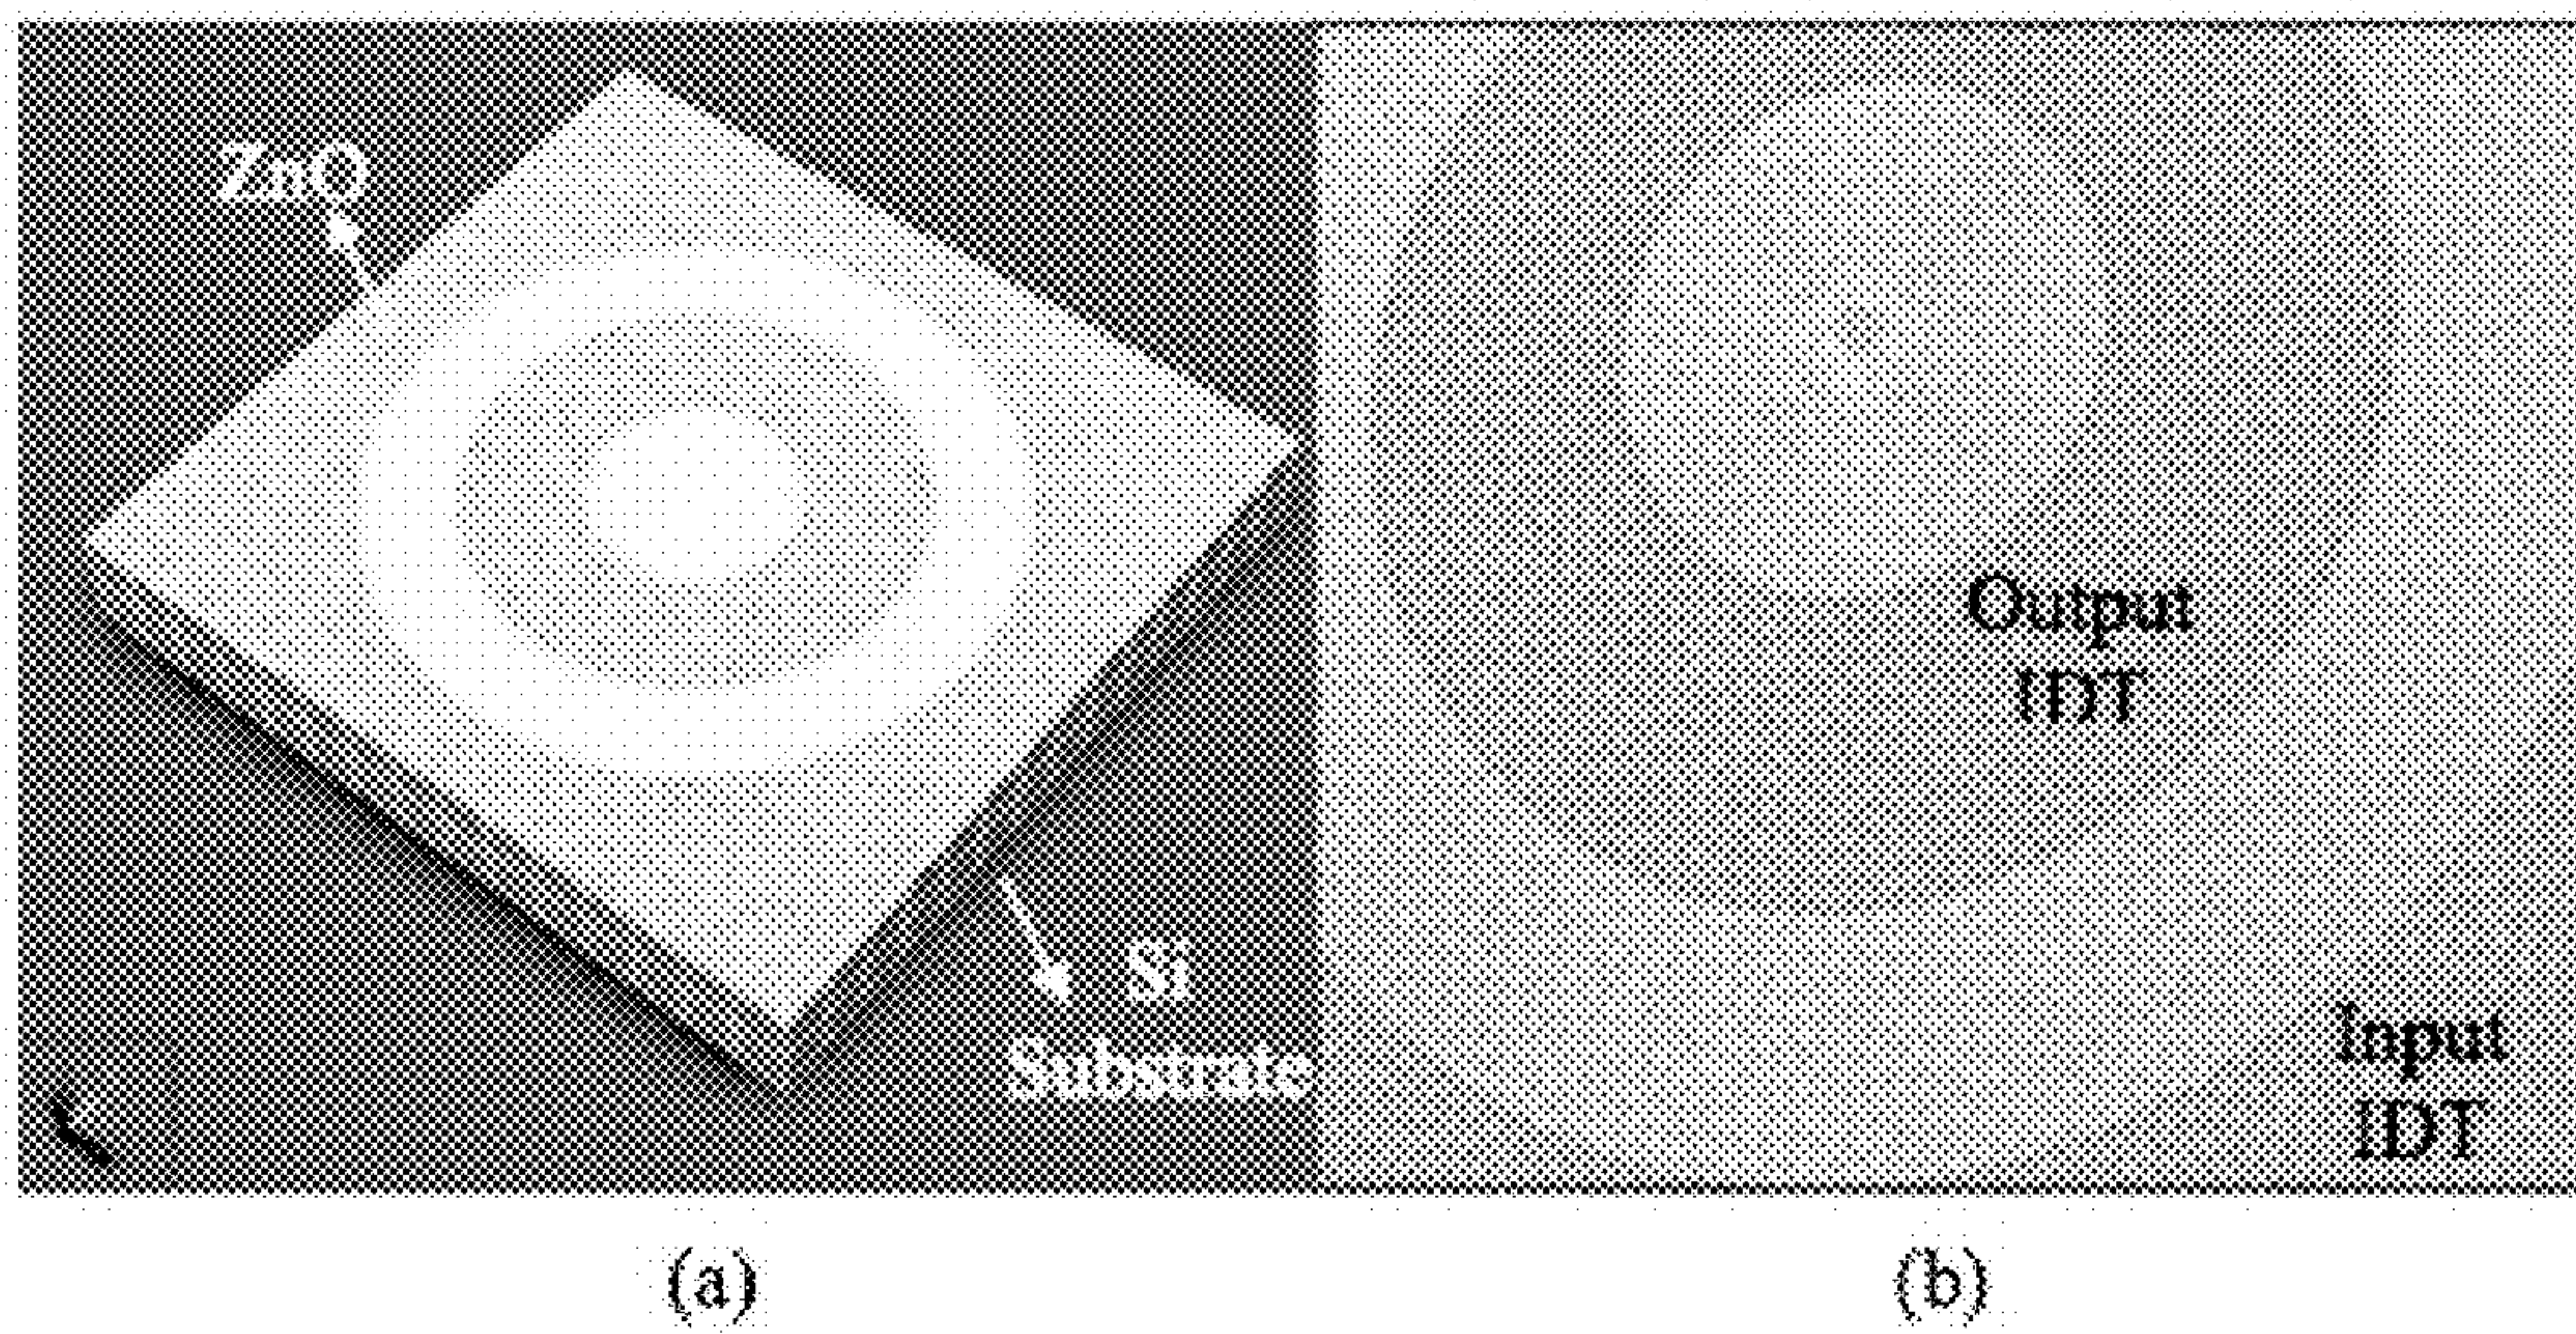 ZnO
Si
Substrate
Output
IDT
Input
IDT
(a)
(b)